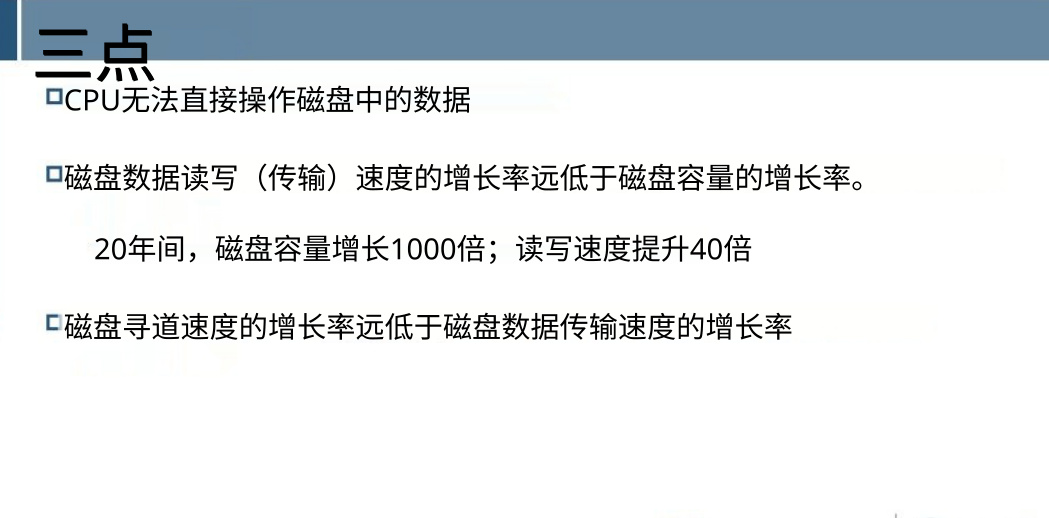 三点
CPU无法直接操作磁盘中的数据
磁盘数据读写（传输）速度的增长率远低于磁盘容量的增长率。
20年间，磁盘容量增长1000倍；读写速度提升40倍
磁盘寻道速度的增长率远低于磁盘数据传输速度的增长率